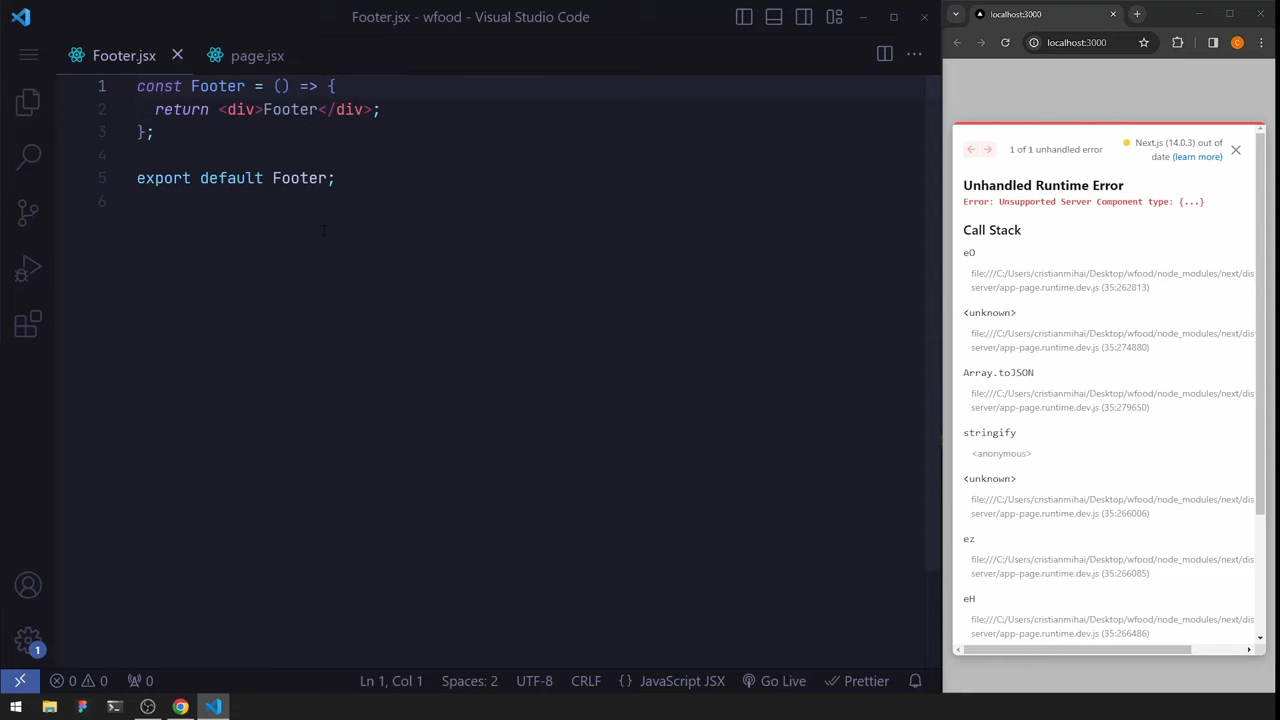 Footer.jsx - wfood - Visual Studio Code
Footer.jsx
page.jsx
1 const Footer = () => {
2 return <div>Footer</div>;
3 };
4
5 export default Footer;
6
1
0 0 0
Ln 1, Col 1
Spaces: 2
UTF-8
CRLF
{} JavaScript JSX
Go Live
Prettier
localhost:3000
localhost:3000
C
1 of 1 unhandled error
Next.js (14.0.3) out of
date (learn more)
Unhandled Runtime Error
Error: Unsupported Server Component type: {...}
Call Stack
eO
file:///C:/Users/cristianmihai/Desktop/wfood/node_modules/next/dis
server/app-page.runtime.dev.js (35:262813)
<unknown>
file:///C:/Users/cristianmihai/Desktop/wfood/node_modules/next/dis
server/app-page.runtime.dev.js (35:274880)
Array.toJSON
file:///C:/Users/cristianmihai/Desktop/wfood/node_modules/next/dis
server/app-page.runtime.dev.js (35:279650)
stringify
<anonymous>
<unknown>
file:///C:/Users/cristianmihai/Desktop/wfood/node_modules/next/dis
server/app-page.runtime.dev.js (35:266006)
ez
file:///C:/Users/cristianmihai/Desktop/wfood/node_modules/next/dis
server/app-page.runtime.dev.js (35:266085)
eH
file:///C:/Users/cristianmihai/Desktop/wfood/node_modules/next/dis
server/app-page.runtime.dev.js (35:266486)